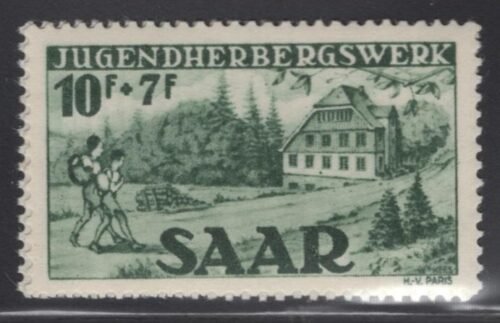 JUGENDHERBERGSWERK
10F+7F
SAAR
H.-V. PARIS